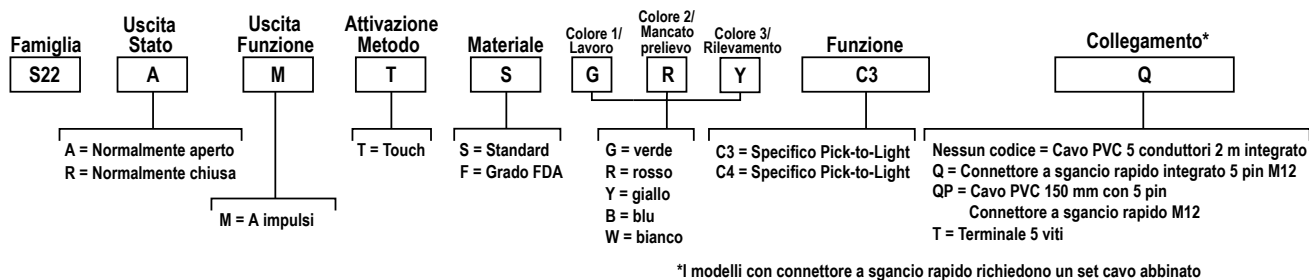 Famiglia
S22
Uscita
Stato
A
Uscita
Funzione
M
Attivazione
Metodo
T
Materiale
S
Colore 1/
Lavoro
G
Colore 2/
Mancato
prelievo
R
Colore 3/
Rilevamento
Y
Funzione
C3
Collegamento*
Q
A = Normalmente aperto
R = Normalmente chiusa
M = A impulsi
T = Touch
S = Standard
F = Grado FDA
G = verde
R = rosso
Y = giallo
B = blu
W = bianco
C3 = Specifico Pick-to-Light
C4 = Specifico Pick-to-Light
Nessun codice = Cavo PVC 5 conduttori 2 m integrato
Q = Connettore a sgancio rapido integrato 5 pin M12
QP = Cavo PVC 150 mm con 5 pin
Connettore a sgancio rapido M12
T = Terminale 5 viti
*I modelli con connettore a sgancio rapido richiedono un set cavo abbinato